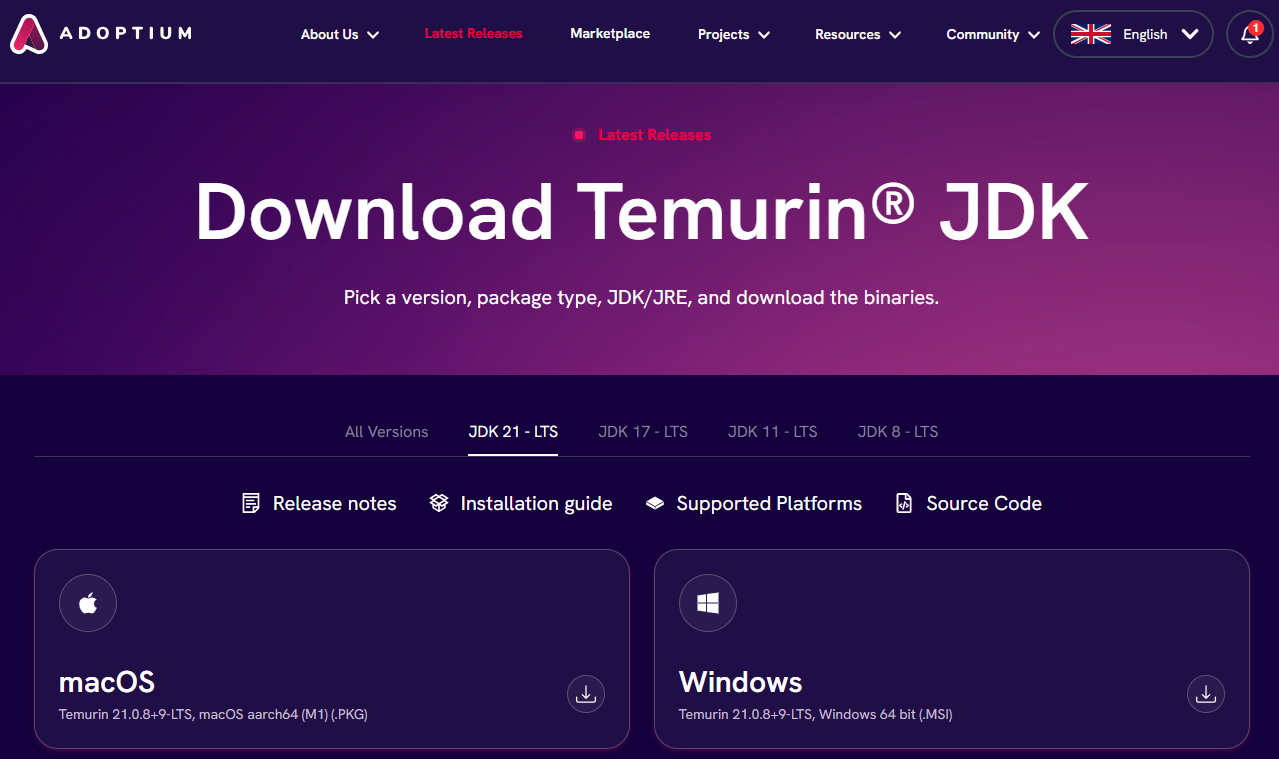 ADOPTIUM
About Us
Latest Releases
Marketplace
Projects
Resources
Community
English
1
Latest Releases
Download Temurin® JDK
Pick a version, package type, JDK/JRE, and download the binaries.
All Versions
JDK 21 - LTS
JDK 17 - LTS
JDK 11 - LTS
JDK 8 - LTS
Release notes
Installation guide
Supported Platforms
Source Code
macOS
Temurin 21.0.8+9-LTS, macOS aarch64 (M1) (.PKG)
Windows
Temurin 21.0.8+9-LTS, Windows 64 bit (.MSI)